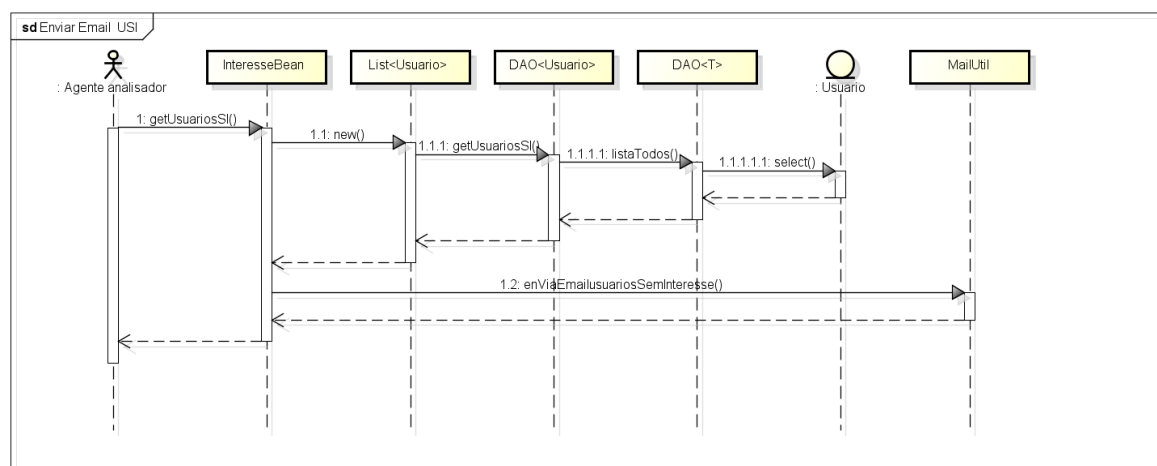 sd Enviar Email USI
: Agente analisador
InteresseBean
List<Usuario>
DAO<Usuario>
DAO<T>
: Usuario
MailUtil
1: getUsuariosSI()
1.1: new()
1.1.1: getUsuariosSI()
1.1.1.1: listaTodos()
1.1.1.1.1: select()
1.2: enViaEmailusuariosSemInteresse()